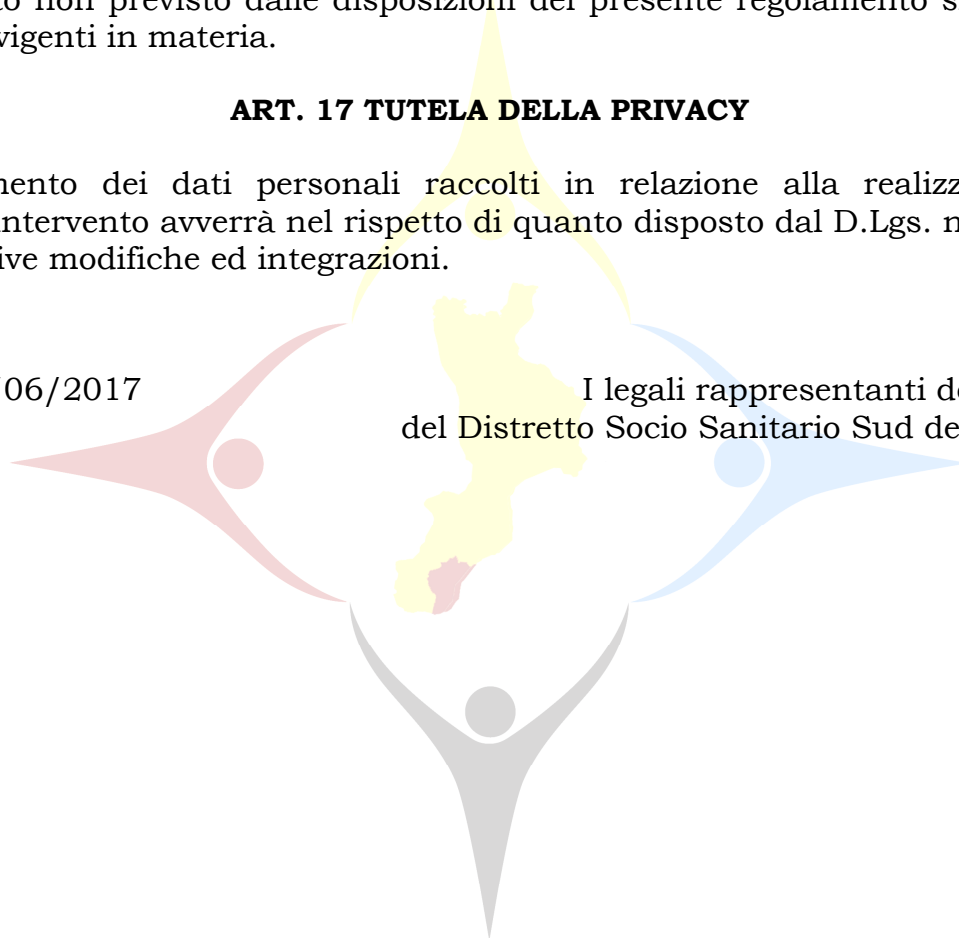 to non previsto dalle disposizioni del presente regolamento s
vigenti in materia.
ART. 17 TUTELA DELLA PRIVACY
mento dei dati personali raccolti in relazione alla realizz
intervento avverrà nel rispetto di quanto disposto dal D.Lgs. n
ive modifiche ed integrazioni.
/06/2017
I legali rappresentanti de
del Distretto Socio Sanitario Sud de